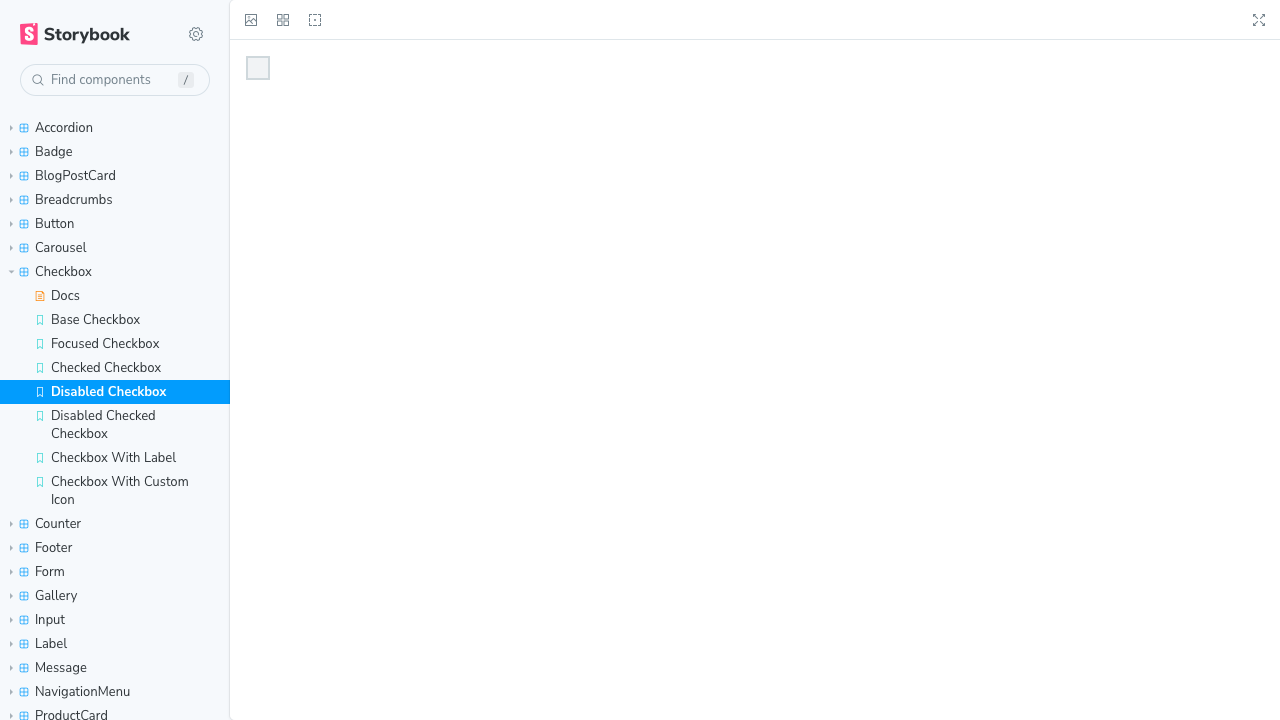 Storybook
Find components
/
Accordion
Badge
BlogPostCard
Breadcrumbs
Button
Carousel
Checkbox
Docs
Base Checkbox
Focused Checkbox
Checked Checkbox
Disabled Checkbox
Disabled Checked
Checkbox
Checkbox With Label
Checkbox With Custom
Icon
Counter
Footer
Form
Gallery
Input
Label
Message
NavigationMenu
ProductCard